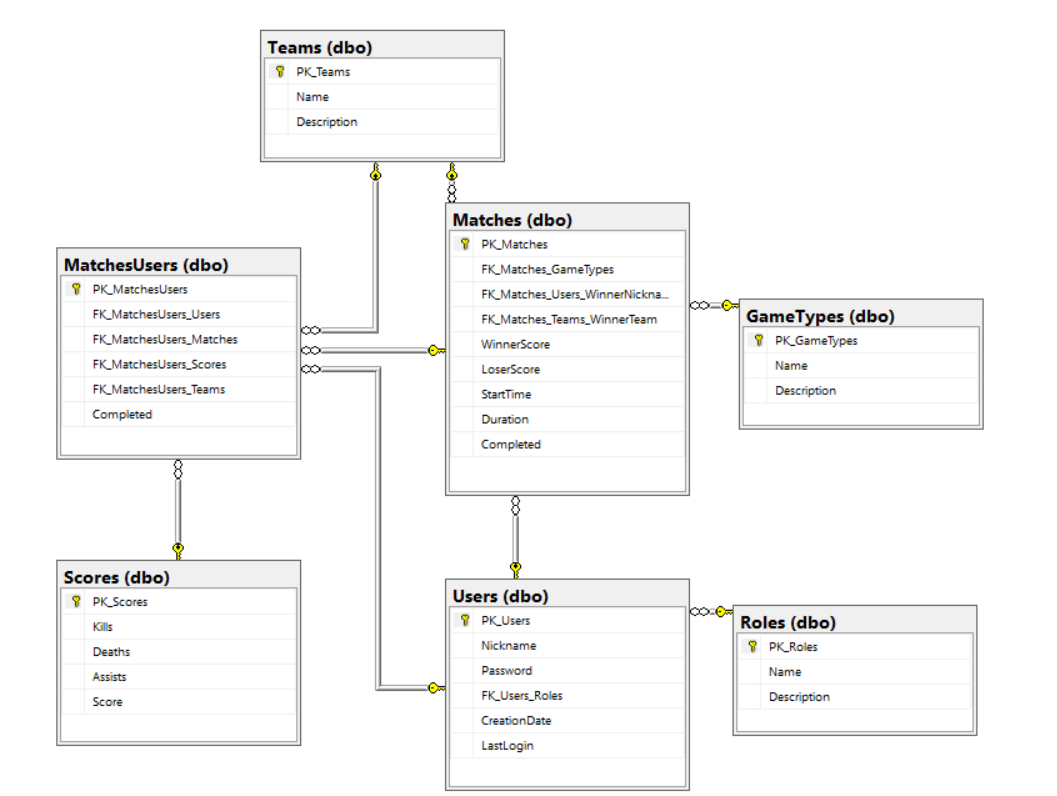 Teams (dbo)
PK_Teams
Name
Description
Matches (dbo)
PK_Matches
FK_Matches_GameTypes
FK_Matches_Users_WinnerNickna...
FK_Matches_Teams_WinnerTeam
WinnerScore
LoserScore
StartTime
Duration
Completed
MatchesUsers (dbo)
PK_MatchesUsers
FK_MatchesUsers_Users
FK_MatchesUsers_Matches
FK_MatchesUsers_Scores
FK_MatchesUsers_Teams
Completed
GameTypes (dbo)
PK_GameTypes
Name
Description
Scores (dbo)
PK_Scores
Kills
Deaths
Assists
Score
Users (dbo)
PK_Users
Nickname
Password
FK_Users_Roles
CreationDate
LastLogin
Roles (dbo)
PK_Roles
Name
Description